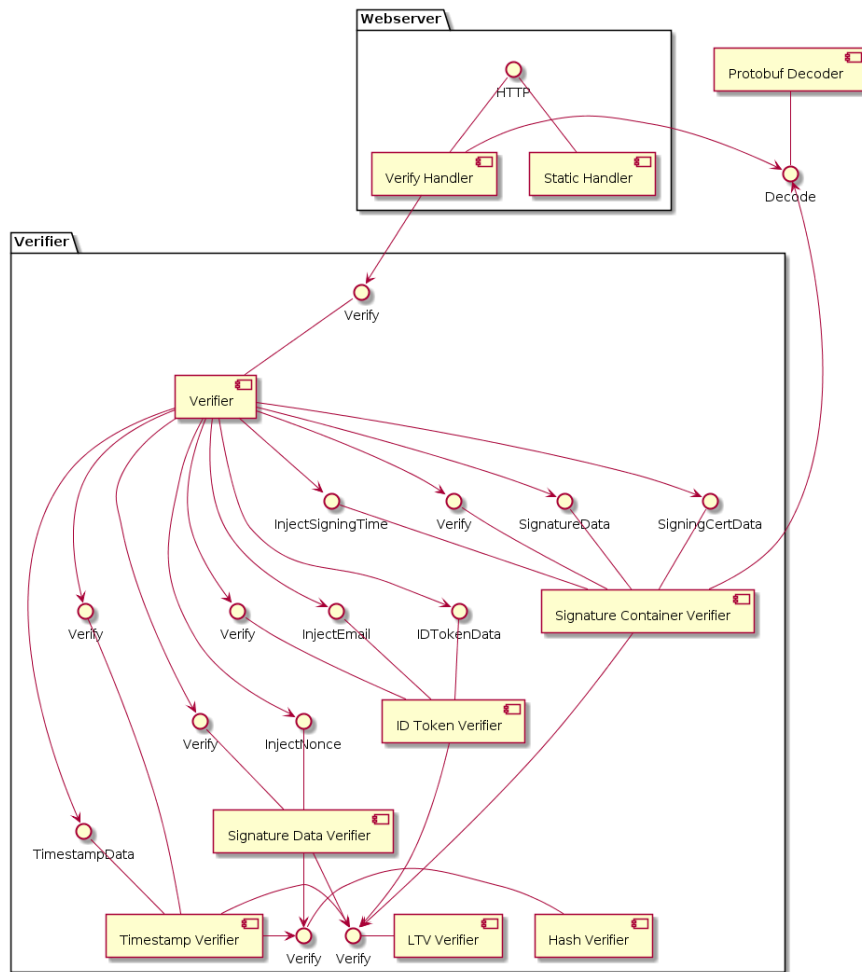 Webserver
HTTP
Protobuf Decoder
Verify Handler
Static Handler
Decode
Verifier
Verify
Verifier
InjectSigningTime
Verify
SignatureData
SigningCertData
Verify
Verify
InjectEmail
IDTokenData
Signature Container Verifier
Verify
InjectNonce
ID Token Verifier
TimestampData
Signature Data Verifier
Timestamp Verifier
Verify
Verify
LTV Verifier
Hash Verifier